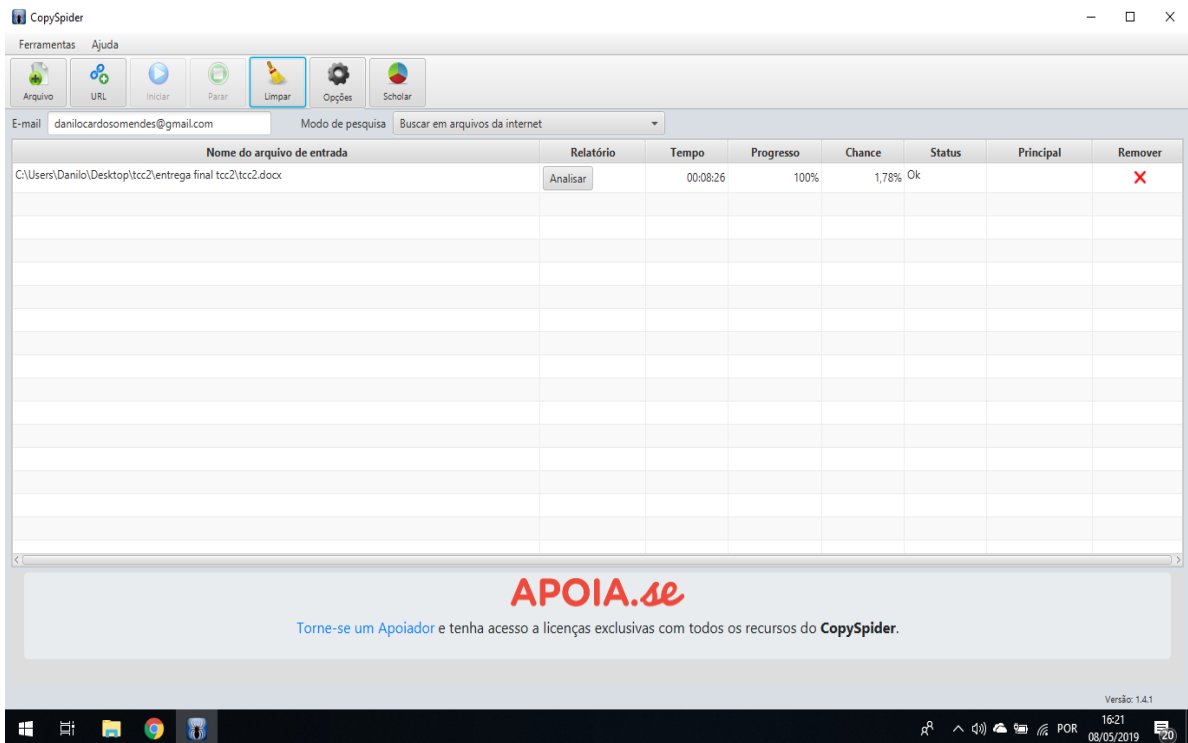 CopySpider
Ferramentas Ajuda
Arquivo URL Iniciar Parar Limpar Opções Scholar
E-mail danilocardosomendes@gmail.com Modo de pesquisa Buscar em arquivos da internet
Nome do arquivo de entrada Relatório Tempo Progresso Chance Status Principal Remover
C:\Users\Danilo\Desktop\tcc2\entrega final tcc2\tcc2.docx Analisar 00:08:26 100% 1,78% Ok
APOIA.se
Torne-se um Apoiador e tenha acesso a licenças exclusivas com todos os recursos do CopySpider.
Versão: 1.4.1
POR 16:21
08/05/2019 20